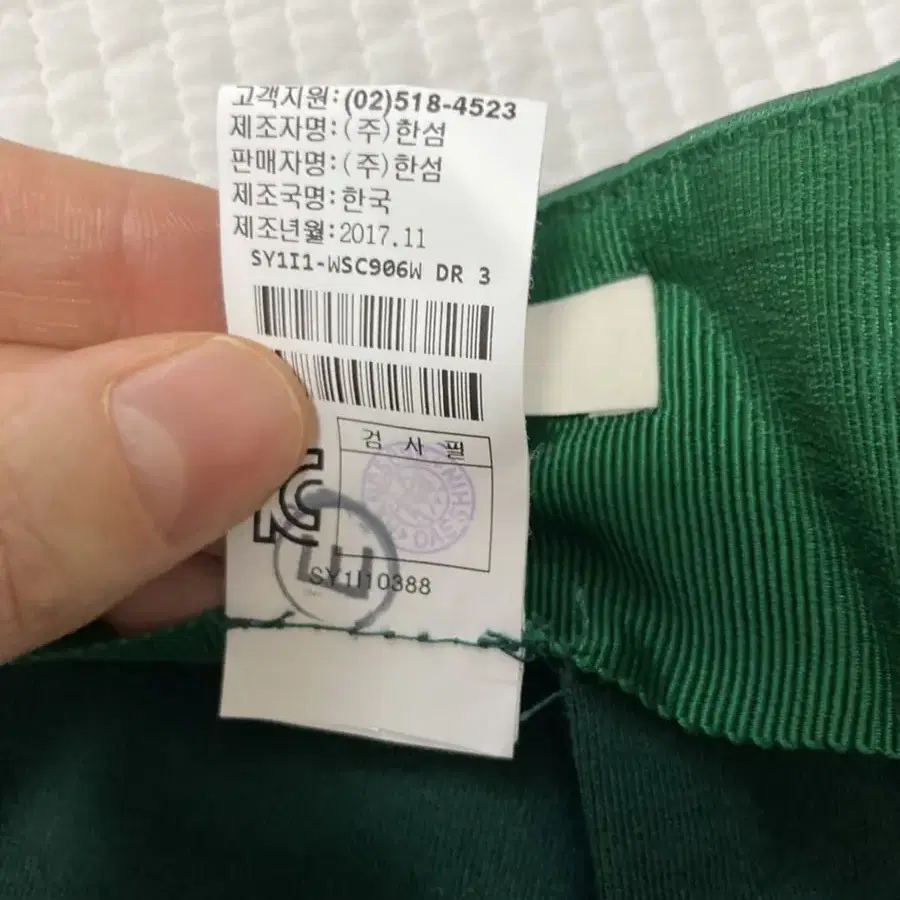 고객지원:(02)518-4523
제조자명:(주)한섬
판매자명:(주)한섬
제조국명:한국
제조년월:2017.11
SY1I1-WSC906W DR 3
검 사 필
SY1I10388